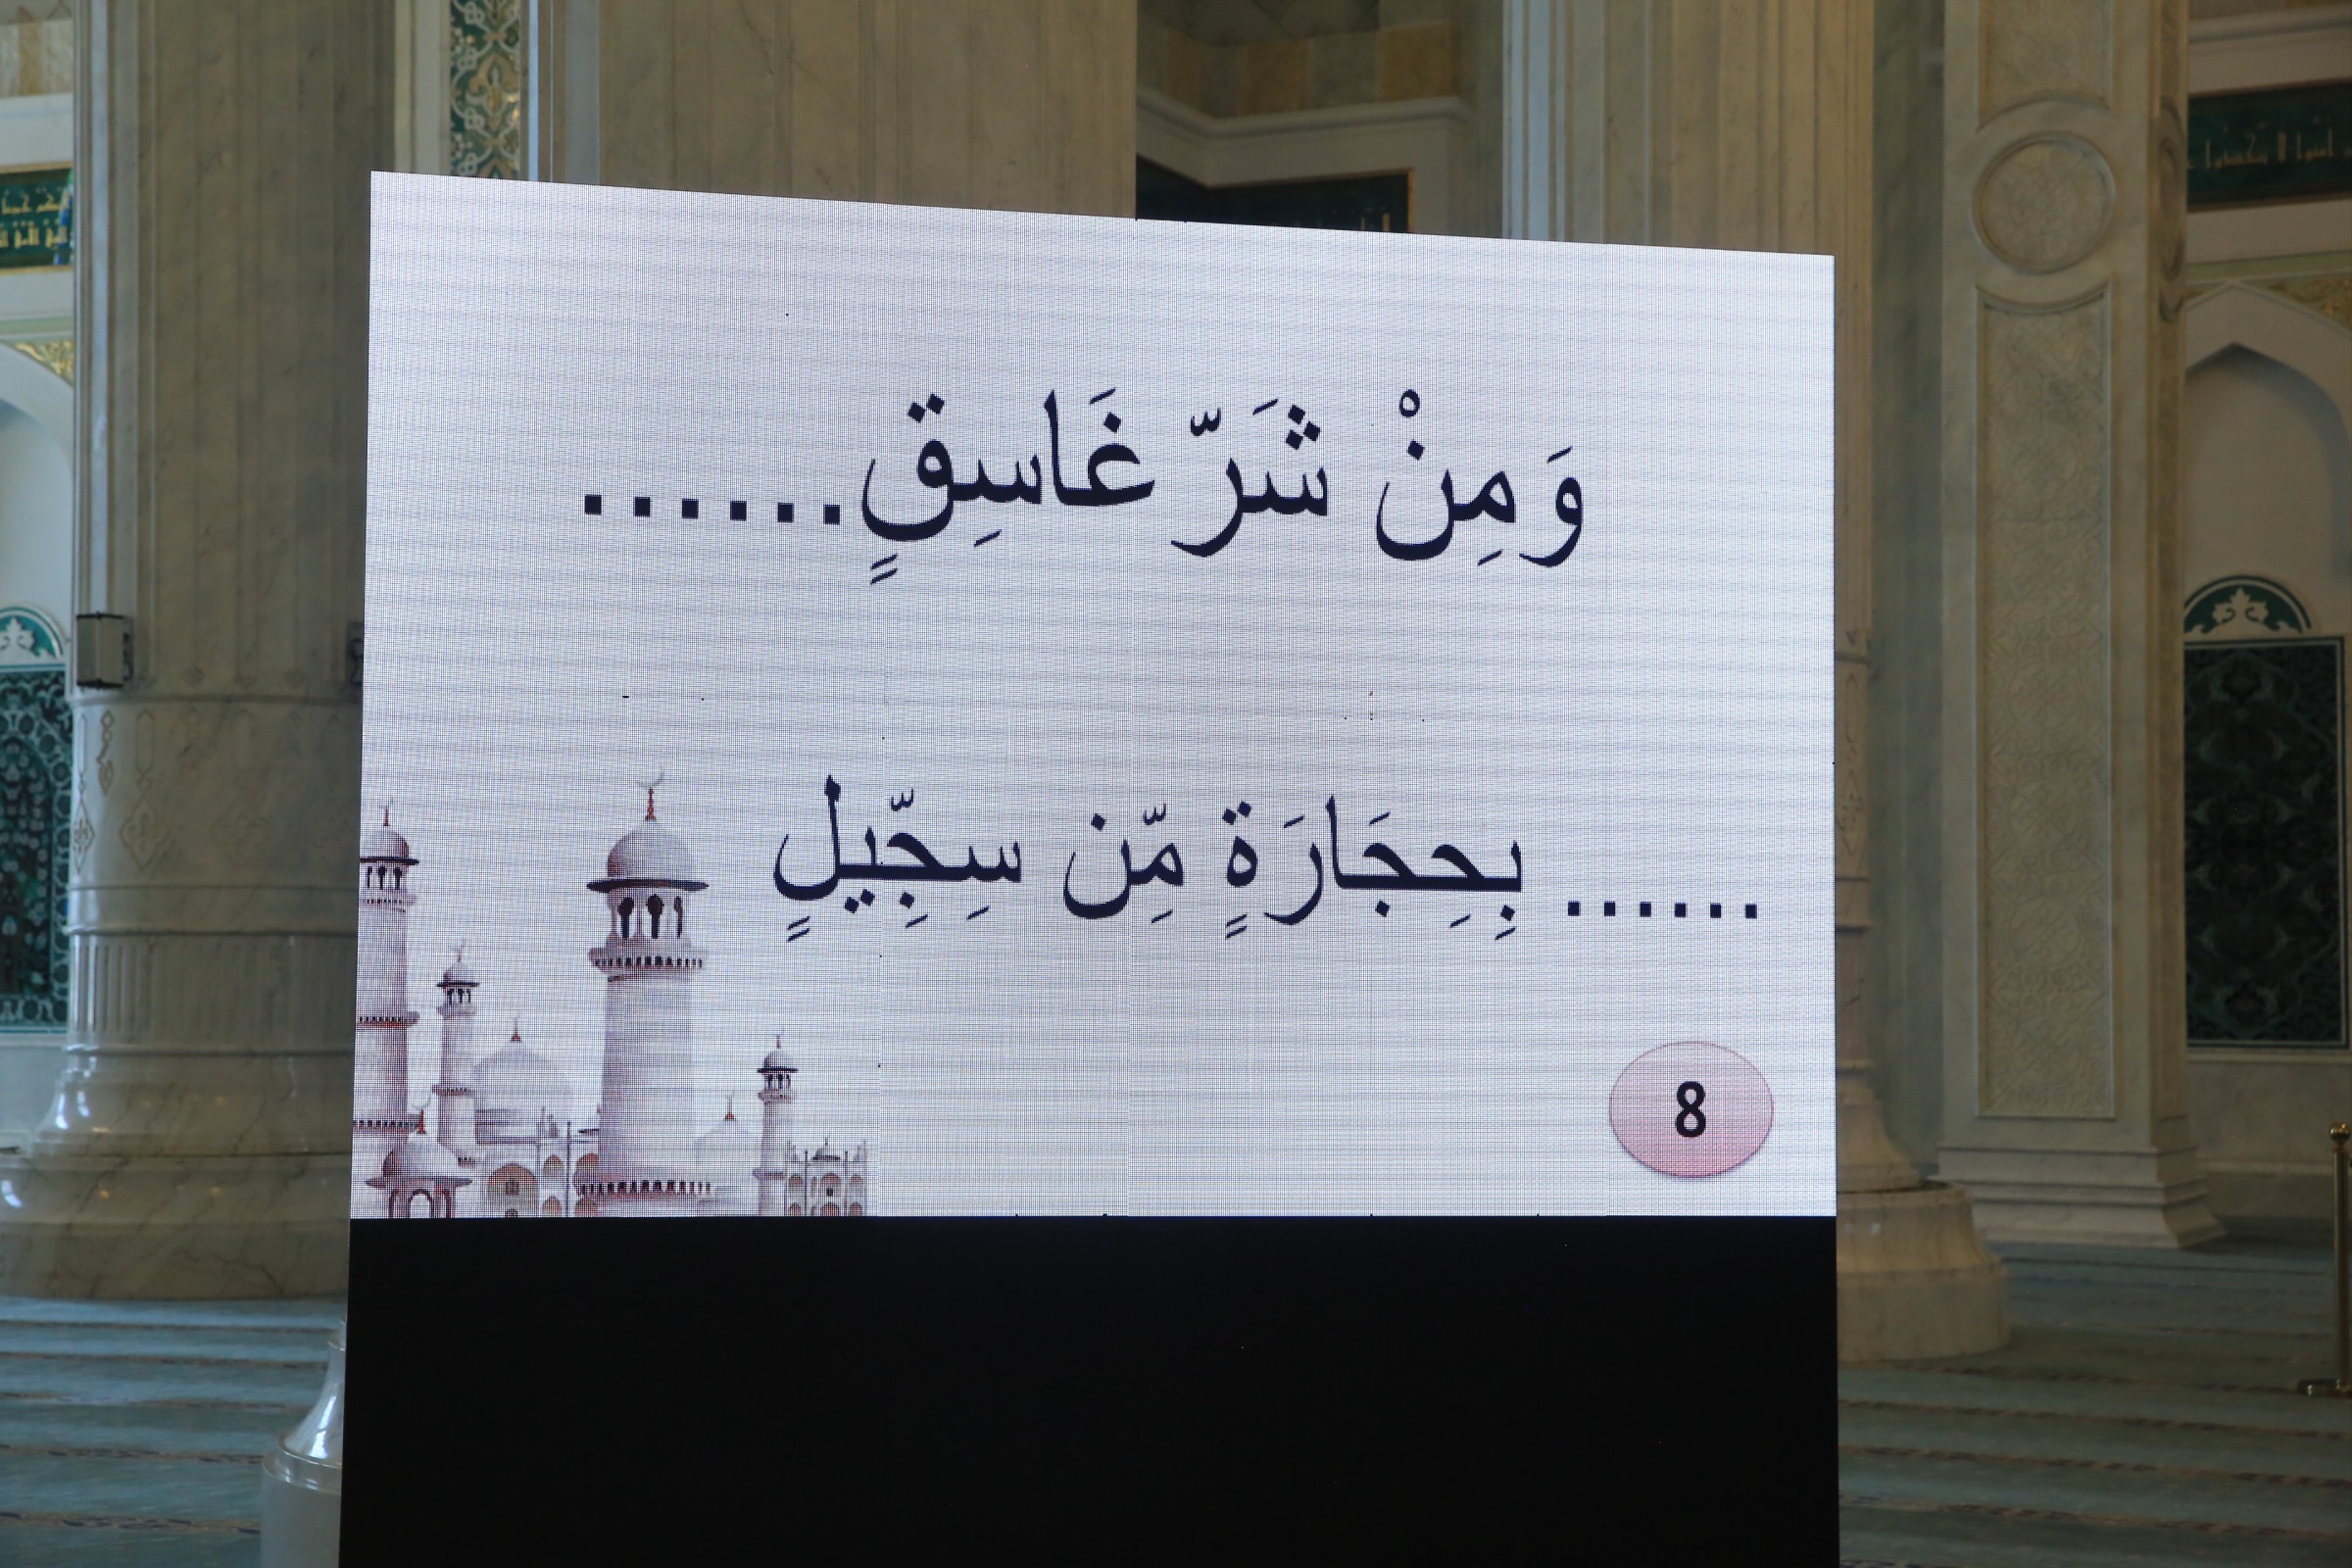 وَمِنْ شَرَّ غَاسِقٍ......
...... بِحِجَارَةٍ مِّن سِجِّيلٍ
8